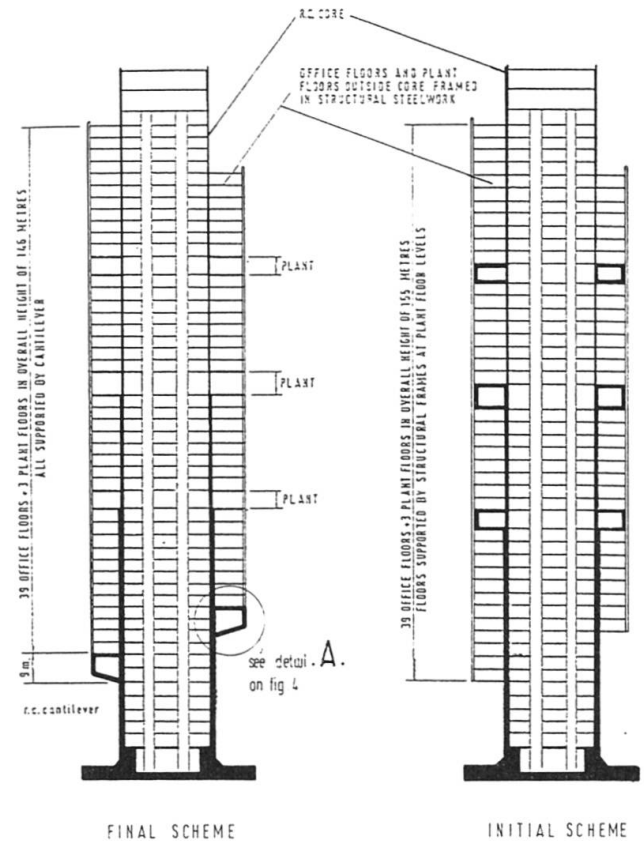 R.C. CORE
OFFICE FLOORS AND PLANT
FLOORS OUTSIDE CORE FRAMED
IN STRUCTURAL STEELWORK
39 OFFICE FLOORS + 3 PLANT FLOORS IN OVERALL HEIGHT OF 146 METRES
ALL SUPPORTED BY CANTILLEVER
PLANT
PLANT
PLANT
9m
r.c. cantilever
see detail A.
on fig 4
39 OFFICE FLOORS + 3 PLANT FLOORS IN OVERALL HEIGHT OF 155 METRES
FLOORS SUPPORTED BY STRUCTURAL FRAMES AT PLANT FLOOR LEVELS
FINAL SCHEME
INITIAL SCHEME